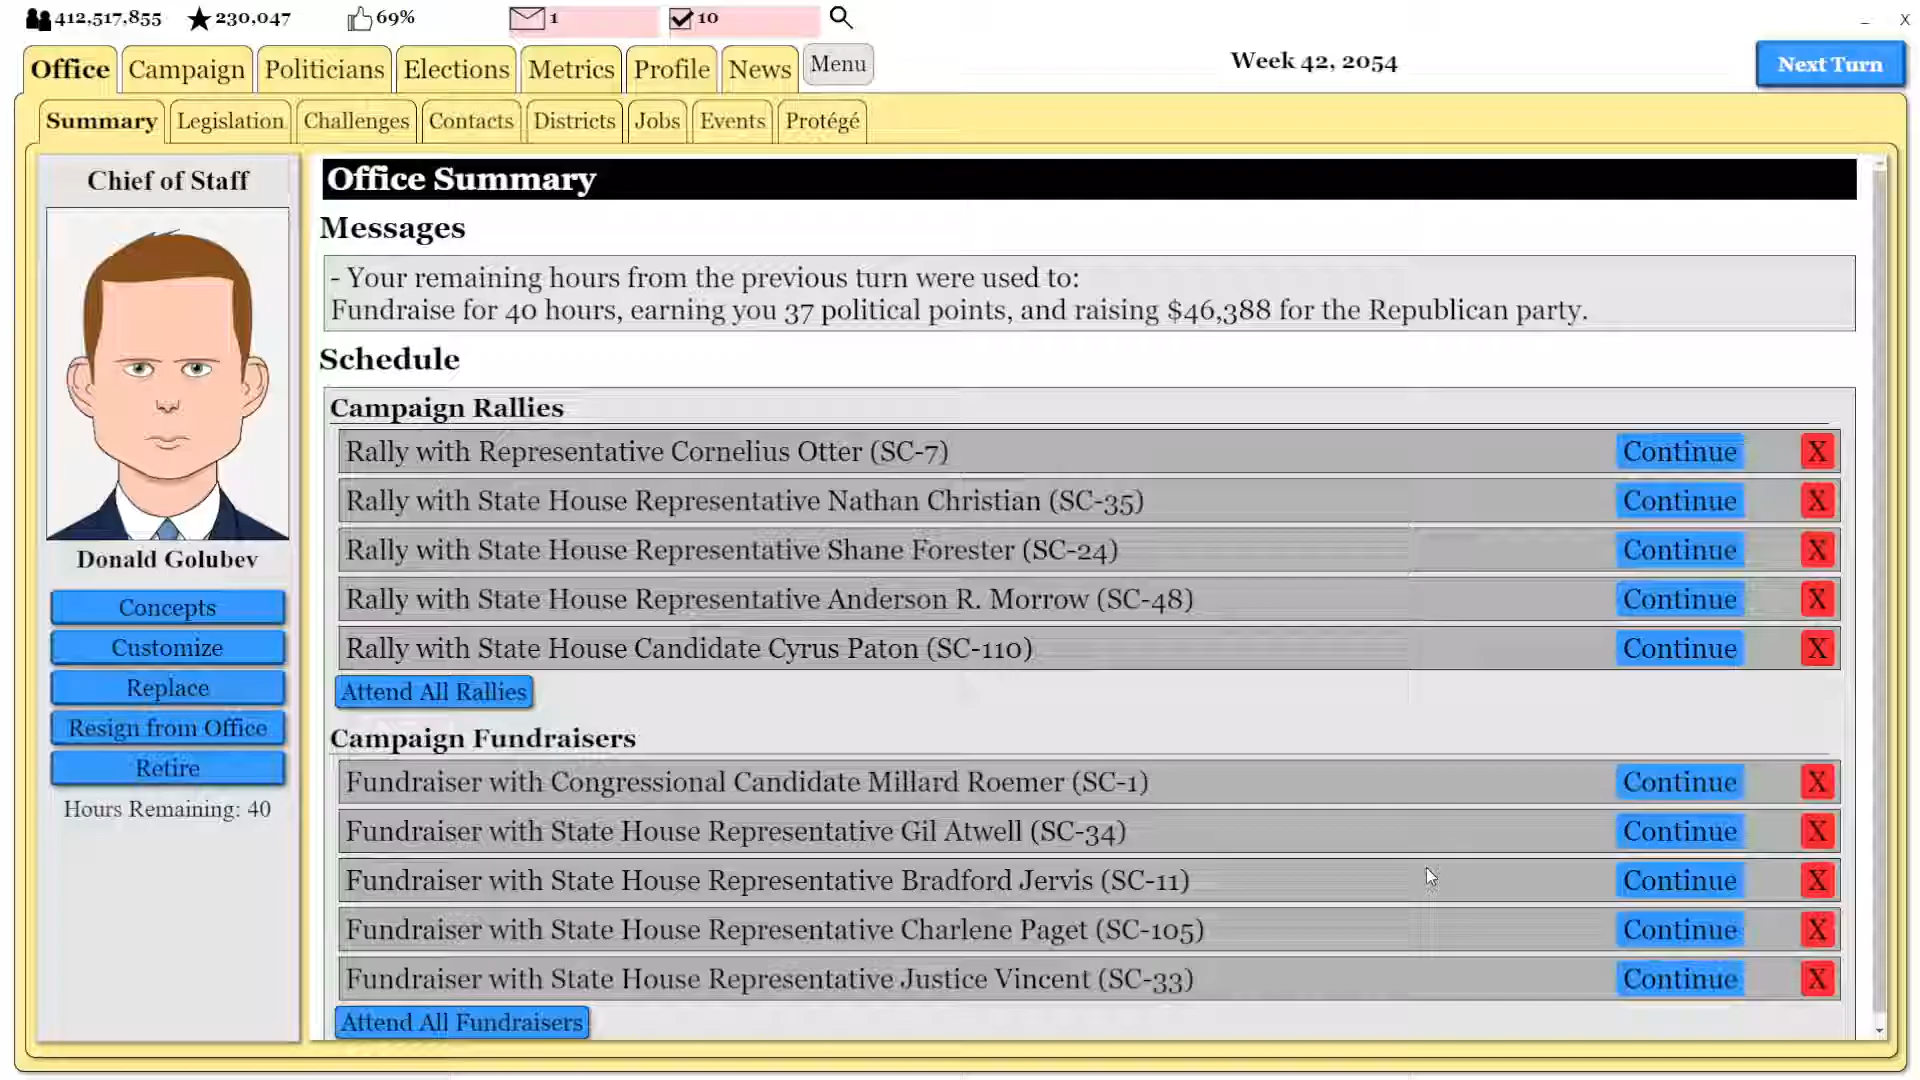 412,517,855 230,047 69% 1 10
_ X
Office Campaign Politicians Elections Metrics Profile News Menu
Week 42, 2054
Next Turn
Summary Legislation Challenges Contacts Districts Jobs Events Protégé
Chief of Staff
Donald Golubev
Concepts
Customize
Replace
Resign from Office
Retire
Hours Remaining: 40
Office Summary
Messages
- Your remaining hours from the previous turn were used to:
Fundraise for 40 hours, earning you 37 political points, and raising $46,388 for the Republican party.
Schedule
Campaign Rallies
Rally with Representative Cornelius Otter (SC-7) Continue X
Rally with State House Representative Nathan Christian (SC-35) Continue X
Rally with State House Representative Shane Forester (SC-24) Continue X
Rally with State House Representative Anderson R. Morrow (SC-48) Continue X
Rally with State House Candidate Cyrus Paton (SC-110) Continue X
Attend All Rallies
Campaign Fundraisers
Fundraiser with Congressional Candidate Millard Roemer (SC-1) Continue X
Fundraiser with State House Representative Gil Atwell (SC-34) Continue X
Fundraiser with State House Representative Bradford Jervis (SC-11) Continue X
Fundraiser with State House Representative Charlene Paget (SC-105) Continue X
Fundraiser with State House Representative Justice Vincent (SC-33) Continue X
Attend All Fundraisers